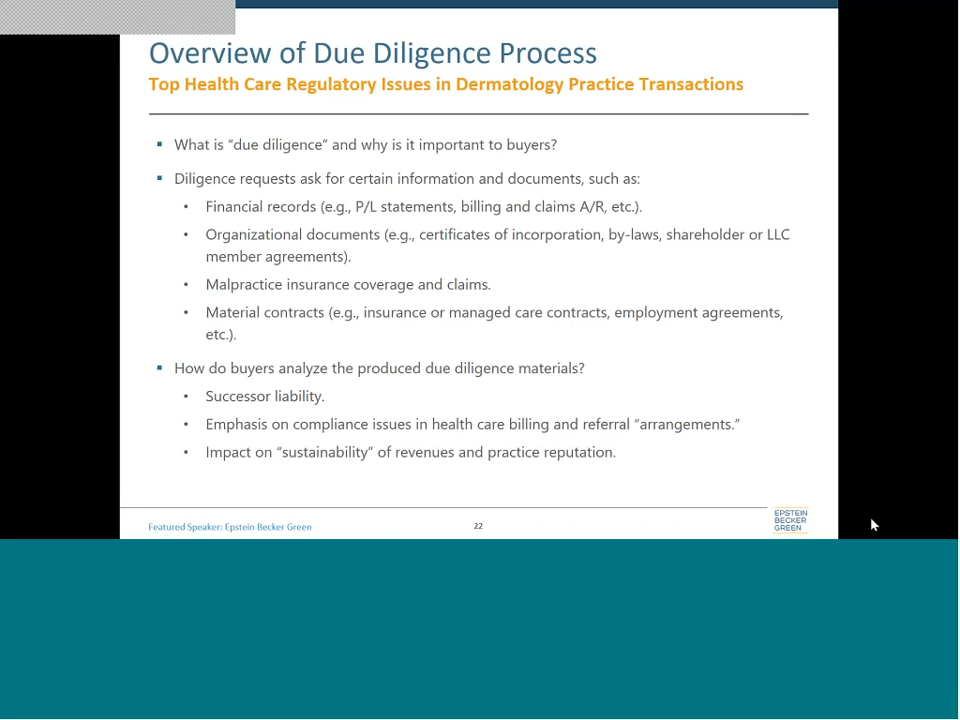 Overview of Due Diligence Process
Top Health Care Regulatory Issues in Dermatology Practice Transactions
▪ What is “due diligence” and why is it important to buyers?
▪ Diligence requests ask for certain information and documents, such as:
• Financial records (e.g., P/L statements, billing and claims A/R, etc.).
• Organizational documents (e.g., certificates of incorporation, by-laws, shareholder or LLC
member agreements).
• Malpractice insurance coverage and claims.
• Material contracts (e.g., insurance or managed care contracts, employment agreements,
etc.).
▪ How do buyers analyze the produced due diligence materials?
• Successor liability.
• Emphasis on compliance issues in health care billing and referral “arrangements.”
• Impact on “sustainability” of revenues and practice reputation.
Featured Speaker: Epstein Becker Green
22
EPSTEIN
BECKER
GREEN